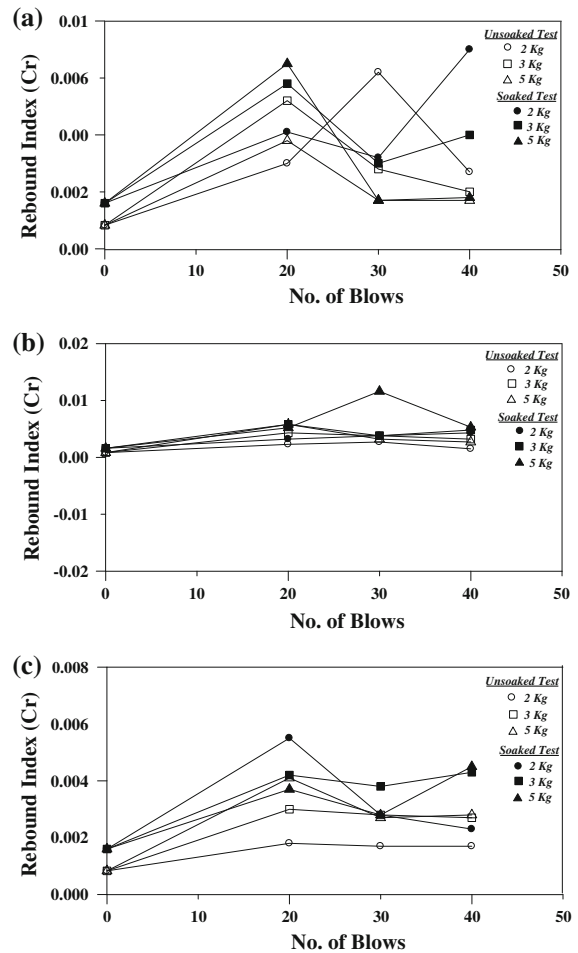 (a)
0.01
0.006
0.00
0.002
0.00
Rebound Index (Cr)
0 10 20 30 40 50
No. of Blows
Unsoaked Test
2 Kg
3 Kg
5 Kg
Soaked Test
2 Kg
3 Kg
5 Kg
(b)
0.02
0.01
0.00
-0.01
-0.02
Rebound Index (Cr)
0 10 20 30 40 50
No. of Blows
Unsoaked Test
2 Kg
3 Kg
5 Kg
Soaked Test
2 Kg
3 Kg
5 Kg
(c)
0.008
0.006
0.004
0.002
0.000
Rebound Index (Cr)
0 10 20 30 40 50
No. of Blows
Unsoaked Test
2 Kg
3 Kg
5 Kg
Soaked Test
2 Kg
3 Kg
5 Kg